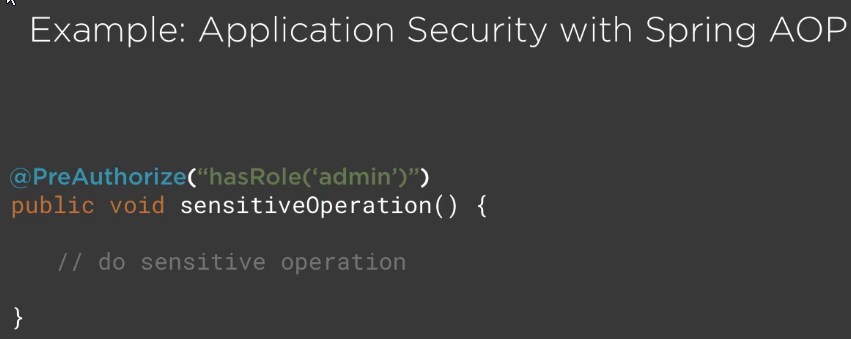 Example: Application Security with Spring AOP
@PreAuthorize(“hasRole(‘admin’)”)
public void sensitiveOperation() {
// do sensitive operation
}